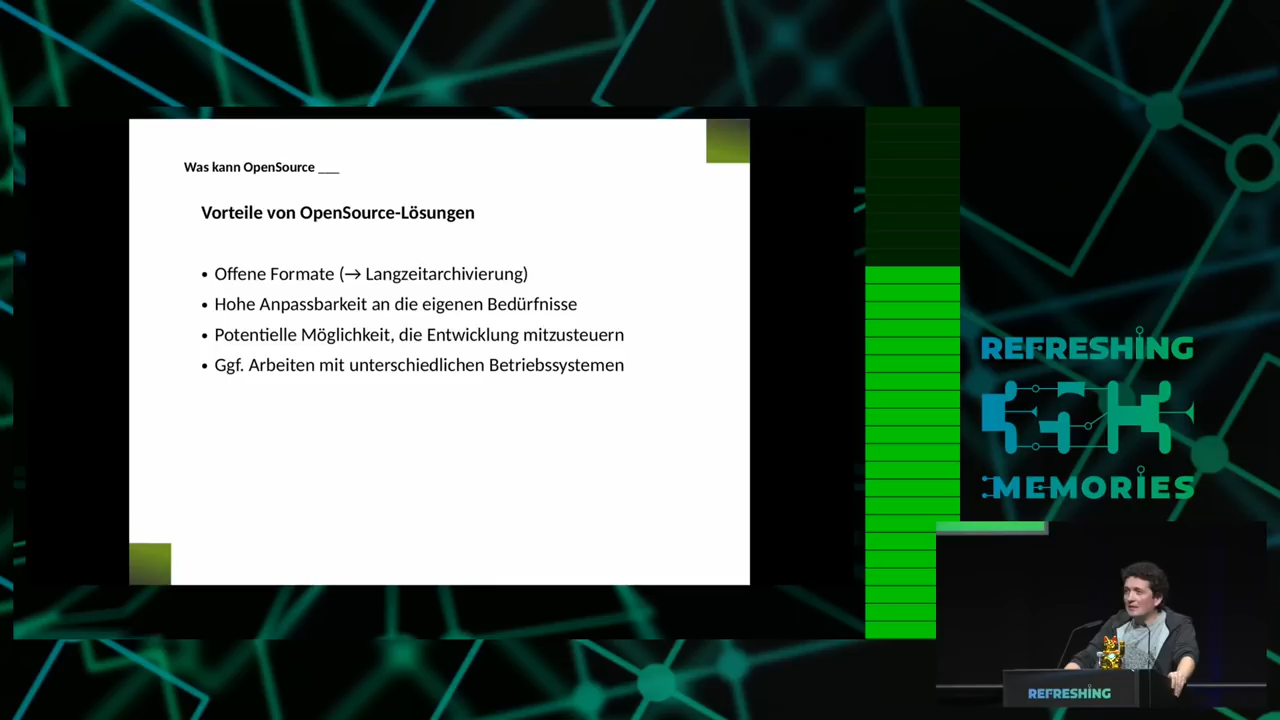 Was kann OpenSource ___
Vorteile von OpenSource-Lösungen
• Offene Formate (→ Langzeitarchivierung)
• Hohe Anpassbarkeit an die eigenen Bedürfnisse
• Potentielle Möglichkeit, die Entwicklung mitzusteuern
• Ggf. Arbeiten mit unterschiedlichen Betriebssystemen
REFRESHING
MEMORIES
REFRESHING